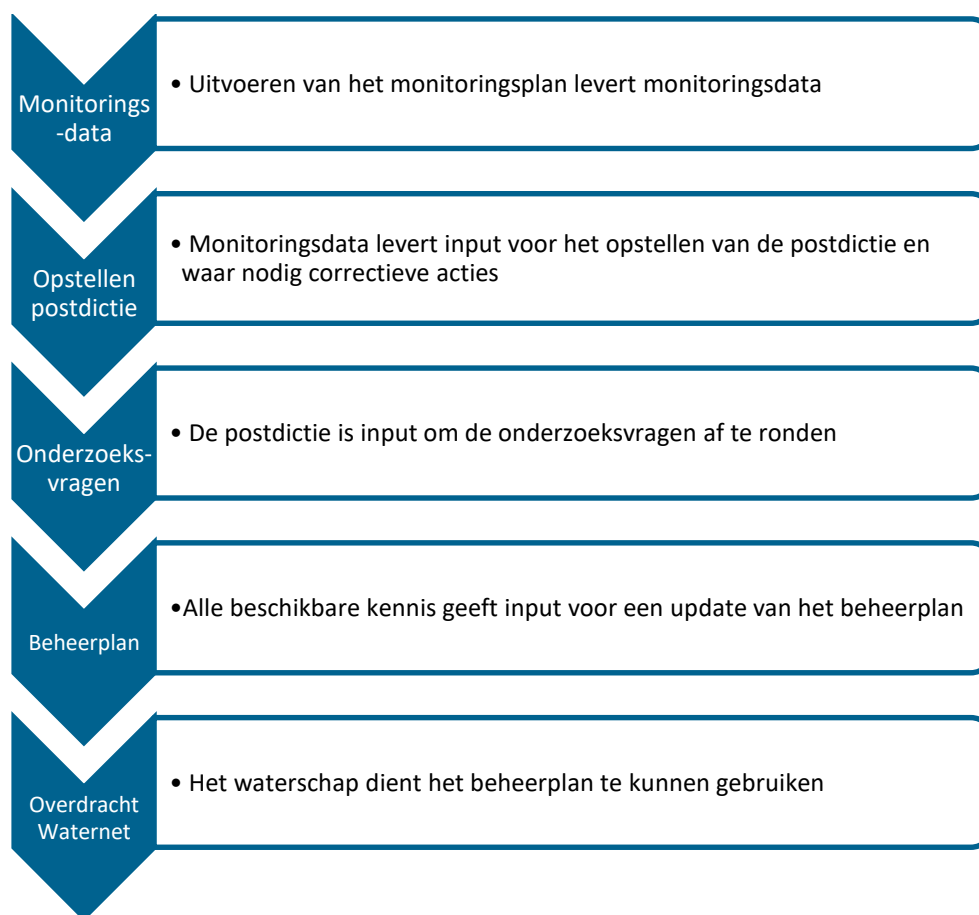 Monitorings
-data
• Uitvoeren van het monitoringsplan levert monitoringsdata
Opstellen
postdictie
• Monitoringsdata levert input voor het opstellen van de postdictie en
waar nodig correctieve acties
Onderzoeks-
vragen
• De postdictie is input om de onderzoeksvragen af te ronden
Beheerplan
•Alle beschikbare kennis geeft input voor een update van het beheerplan
Overdracht
Waternet
• Het waterschap dient het beheerplan te kunnen gebruiken